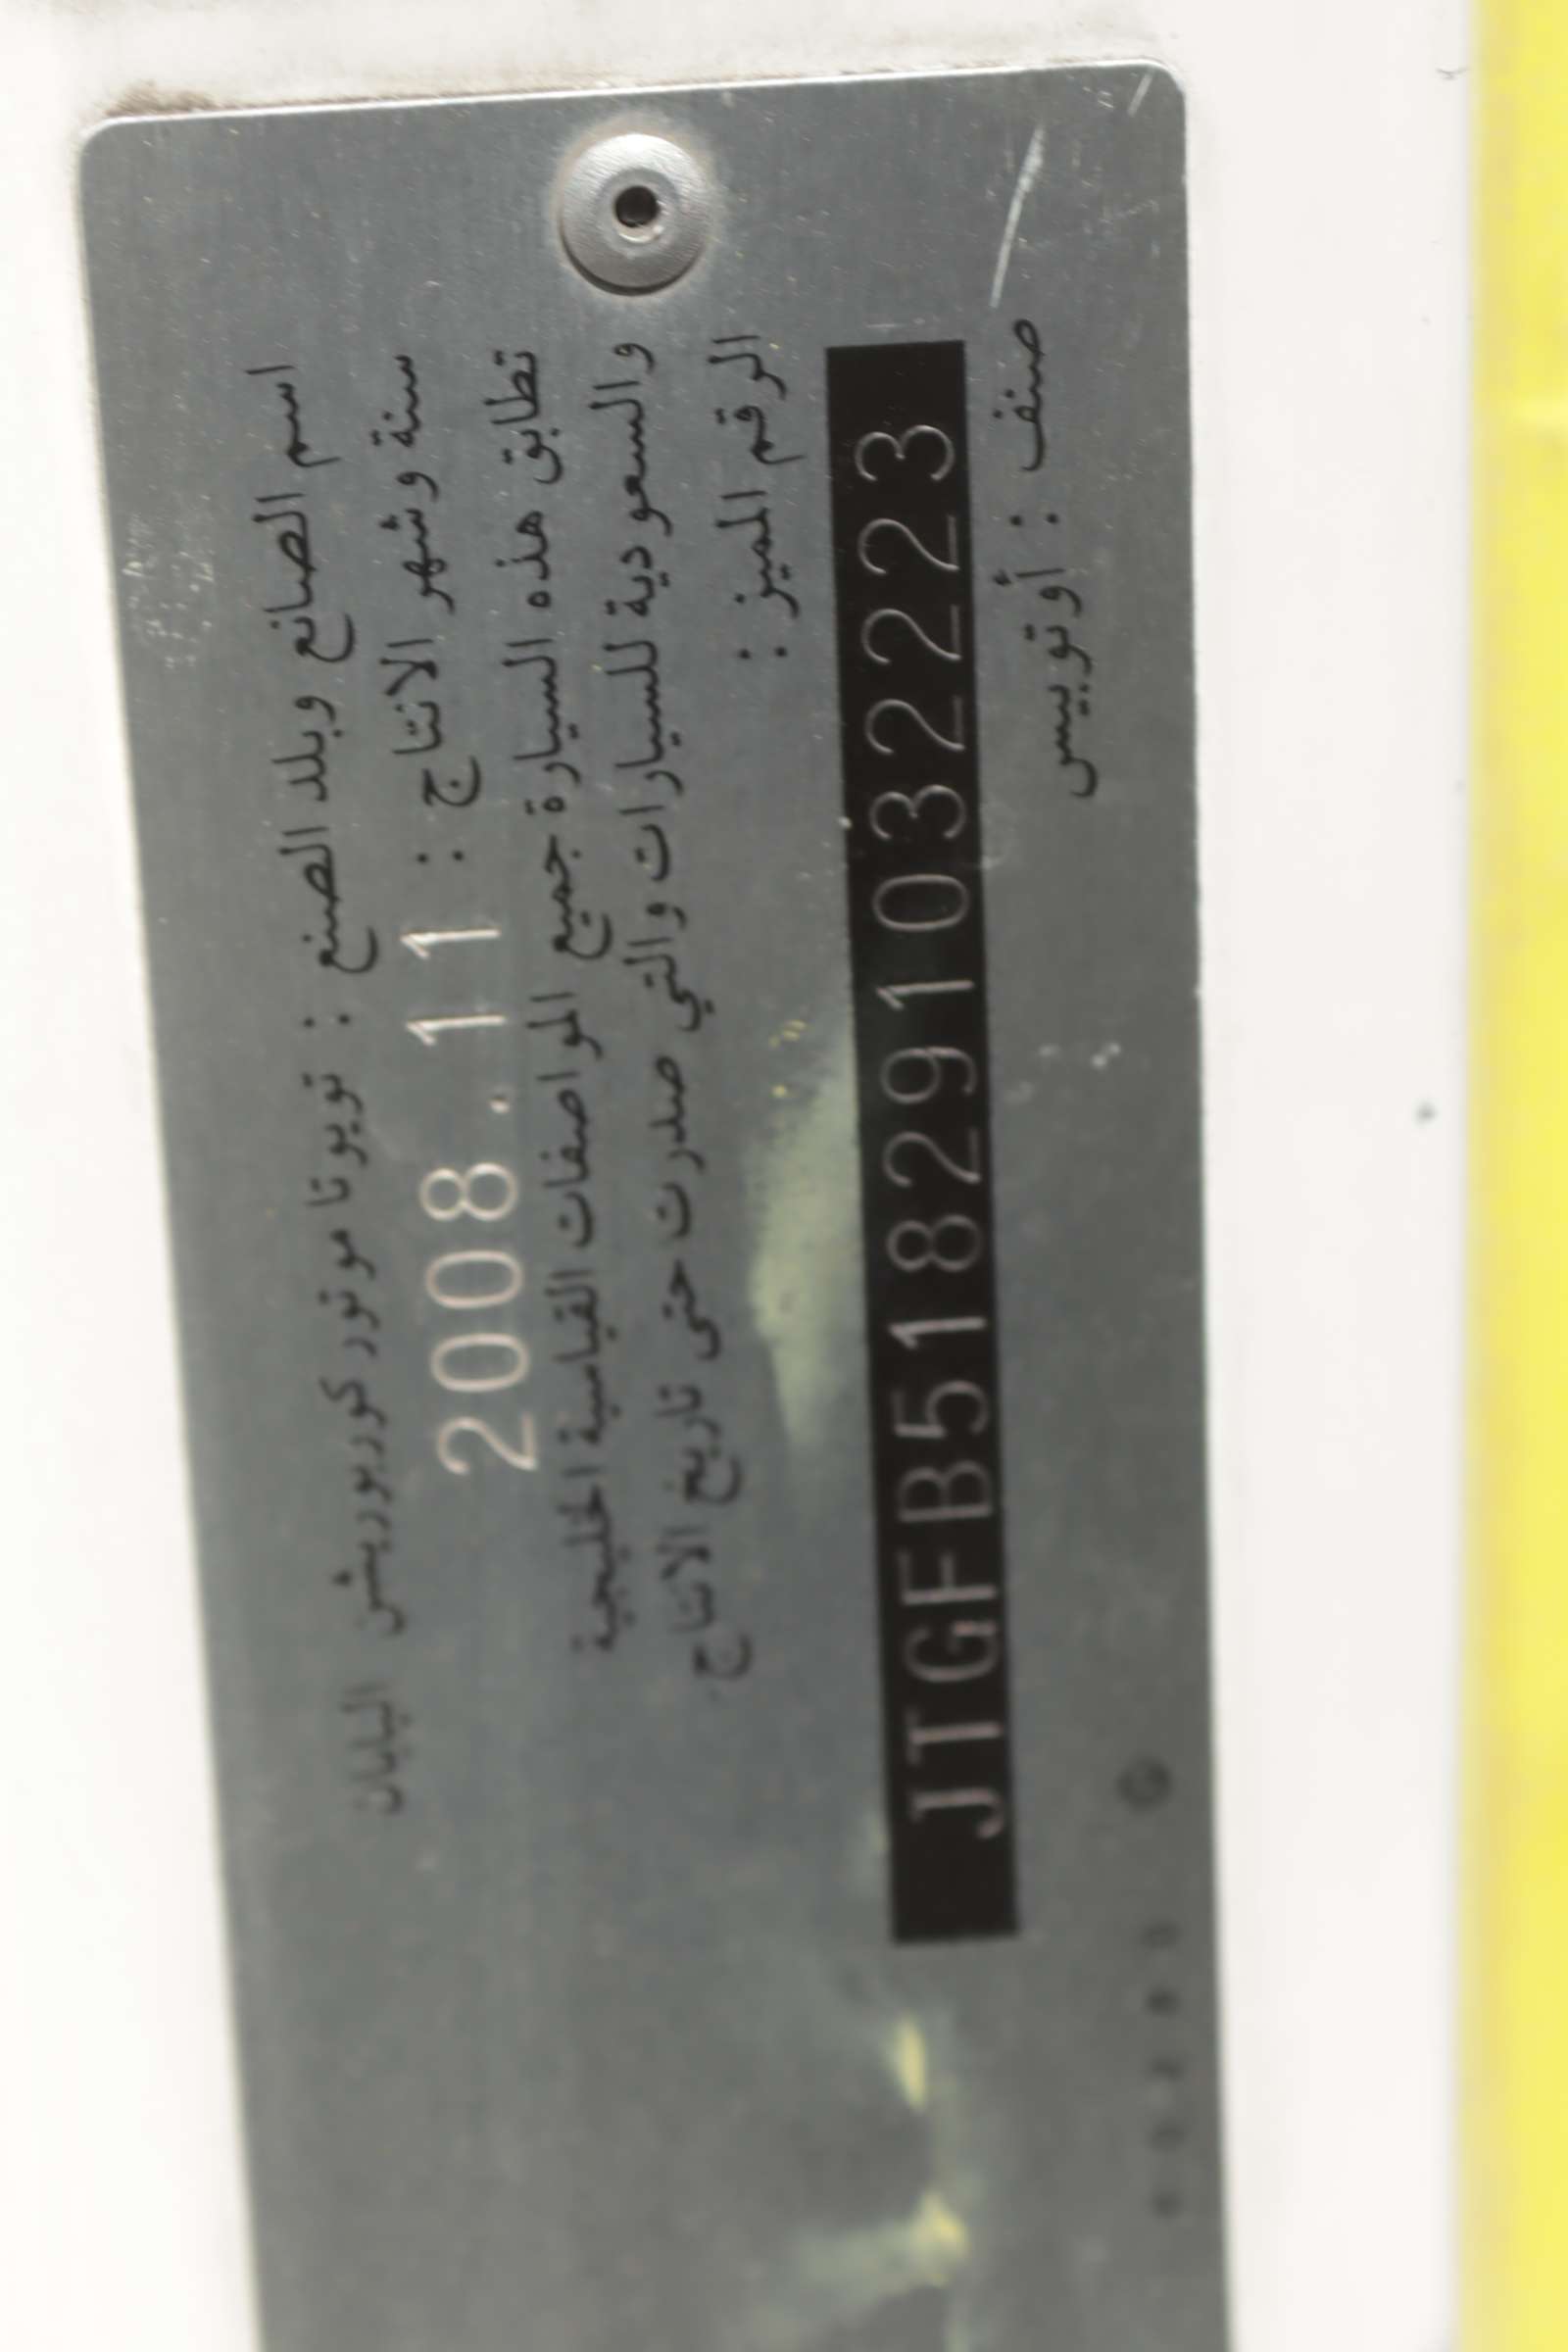 اسم الصانع وبلد الصنع : تويوتا موتور كوربوريشن اليابان
سنة وشهر الانتاج : 2008.11
تطابق هذه السيارة جميع المواصفات القياسية الخليجية
والسعودية للسيارات والتي صدرت حتى تاريخ الانتاج.
الرقم المميز :
JTGFB518291032223
صنف : أوتوبيس
G